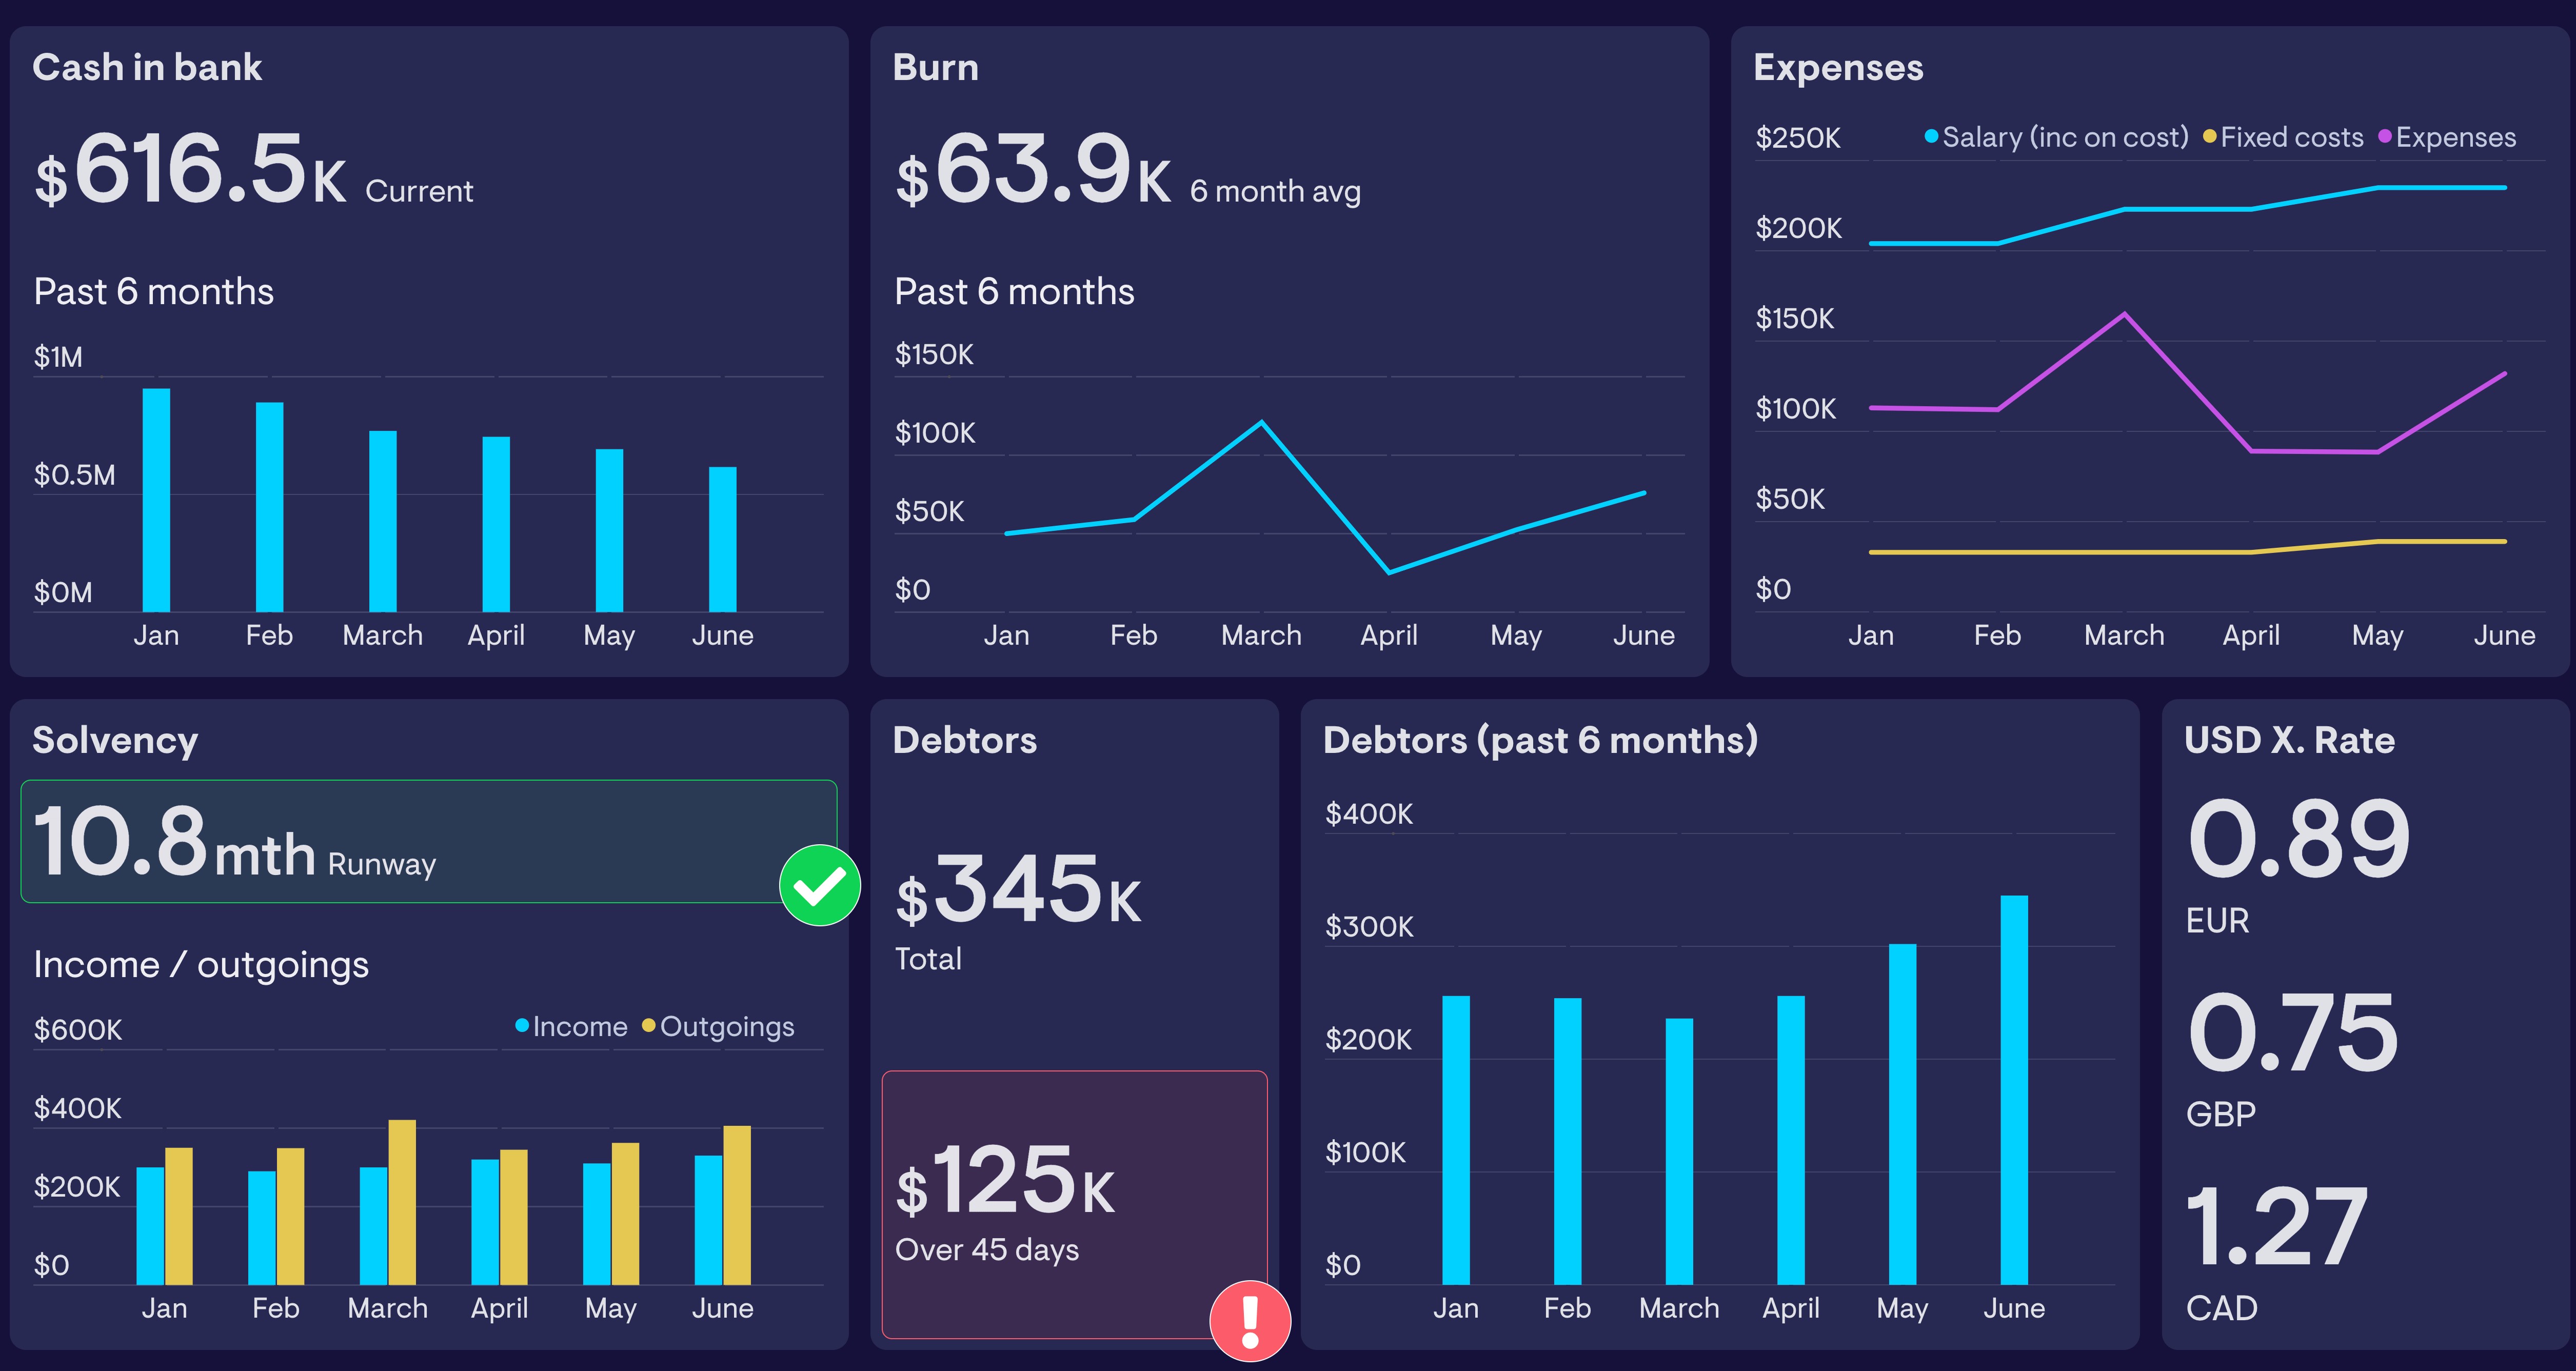 Cash in bank
$616.5K Current
Past 6 months
$1M
$0.5M
$0M
Jan Feb March April May June
Burn
$63.9K 6 month avg
Past 6 months
$150K
$100K
$50K
$0
Jan Feb March April May June
Expenses
Salary (inc on cost) Fixed costs Expenses
$250K
$200K
$150K
$100K
$50K
$0
Jan Feb March April May June
Solvency
10.8mth Runway
Income / outgoings
Income Outgoings
$600K
$400K
$200K
$0
Jan Feb March April May June
Debtors
$345K
Total
$125K
Over 45 days
Debtors (past 6 months)
$400K
$300K
$200K
$100K
$0
Jan Feb March April May June
USD X. Rate
0.89
EUR
0.75
GBP
1.27
CAD